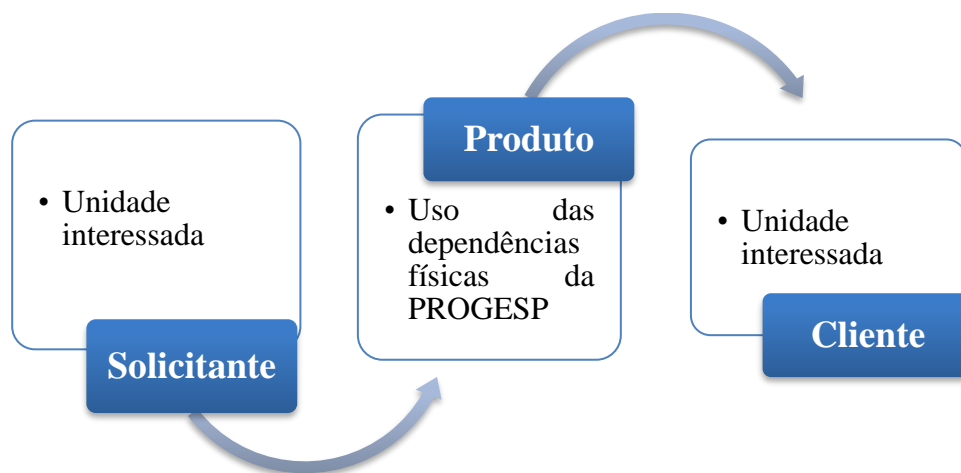 • Unidade
interessada
Solicitante
Produto
• Uso das
dependências
físicas da
PROGESP
• Unidade
interessada
Cliente